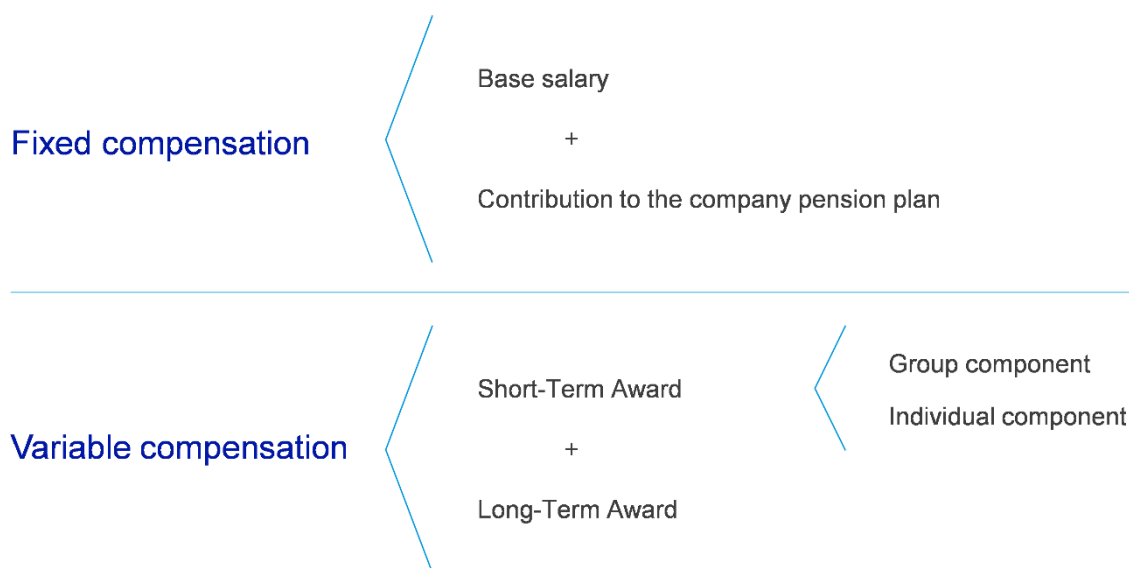 Fixed compensation
Base salary
+
Contribution to the company pension plan
Variable compensation
Short-Term Award
+
Long-Term Award
Group component
Individual component